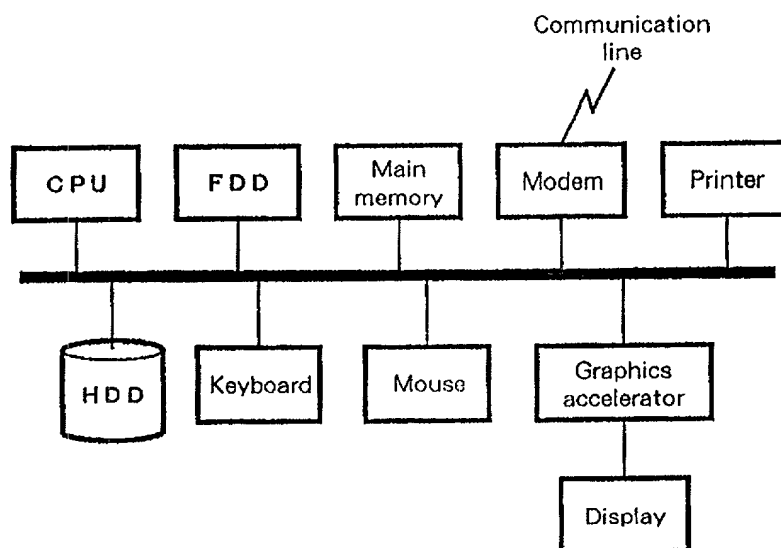 Communication
line
CPU
FDD
Main
memory
Modem
Printer
HDD
Keyboard
Mouse
Graphics
accelerator
Display